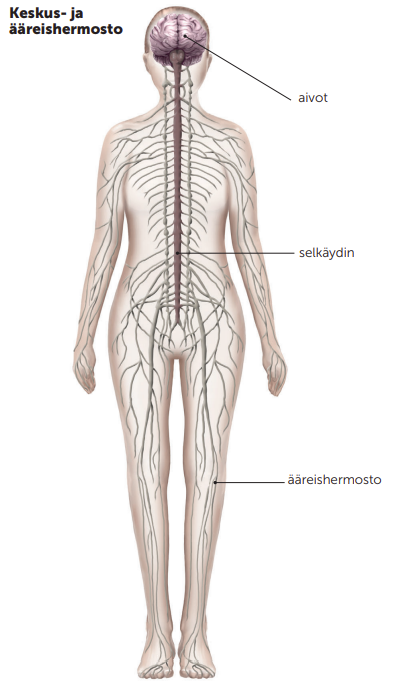 Keskus- ja
ääreishermosto
aivot
selkäydin
ääreishermosto